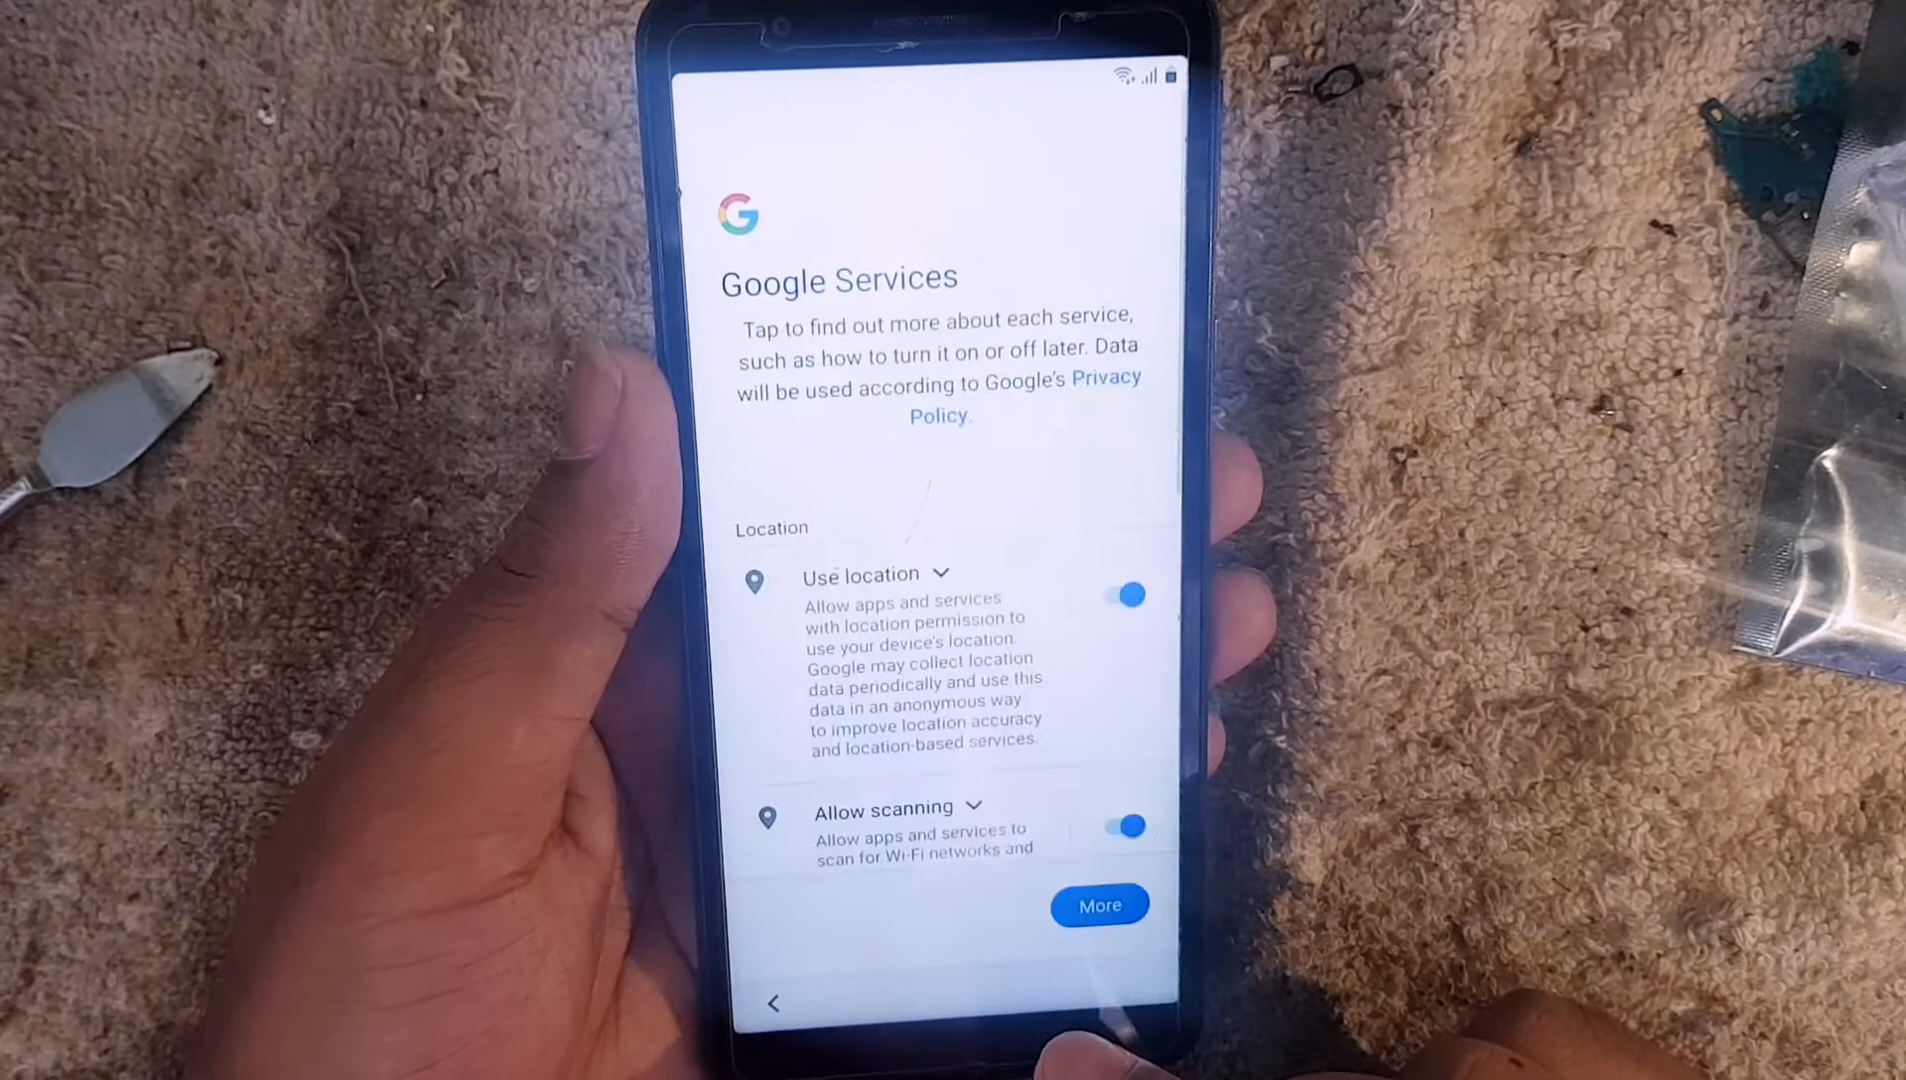 Google Services
Tap to find out more about each service,
such as how to turn it on or off later. Data
will be used according to Google's Privacy
Policy.
Location
Use location
Allow apps and services
with location permission to
use your device's location.
Google may collect location
data periodically and use this
data in an anonymous way
to improve location accuracy
and location-based services.
Allow scanning
Allow apps and services to
scan for Wi-Fi networks and
More